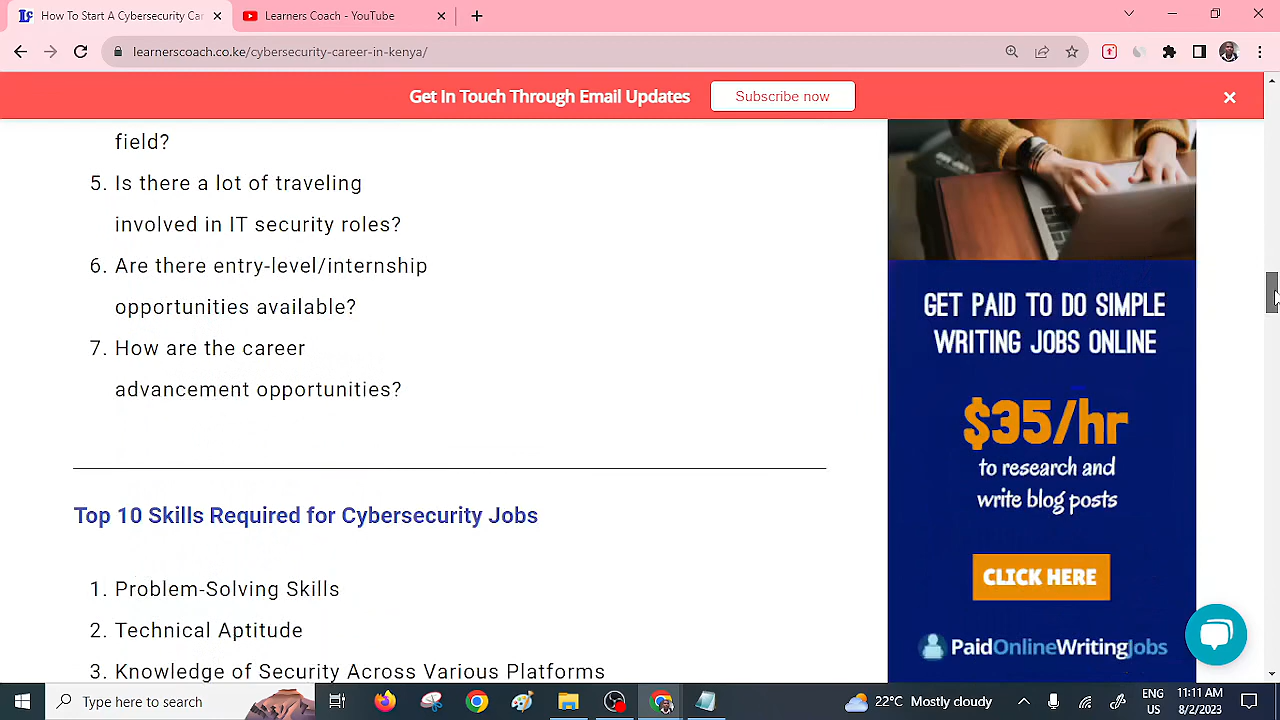 How To Start A Cybersecurity Ca
Learners Coach - YouTube
learnerscoach.co.ke/cybersecurity-career-in-kenya/
Get In Touch Through Email Updates
Subscribe now
field?
5. Is there a lot of traveling
involved in IT security roles?
6. Are there entry-level/internship
opportunities available?
7. How are the career
advancement opportunities?
Top 10 Skills Required for Cybersecurity Jobs
1. Problem-Solving Skills
2. Technical Aptitude
3. Knowledge of Security Across Various Platforms
GET PAID TO DO SIMPLE
WRITING JOBS ONLINE
$35/hr
to research and
write blog posts
CLICK HERE
PaidOnlineWritingJobs
Type here to search
22°C Mostly cloudy
ENG
US
11:11 AM
8/2/2023